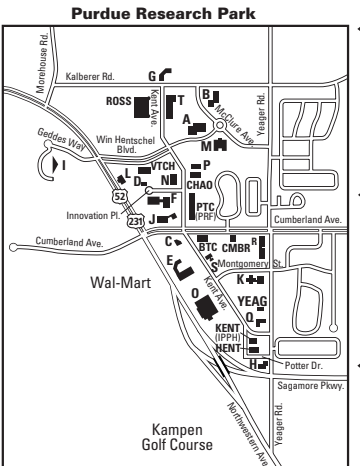 Purdue Research Park
Morehouse Rd.
Kalberer Rd.
G
ROSS
Kent Ave.
T
B
A
McClure Ave.
Yeager Rd.
M
Geddes Way
Win Hentschel
Blvd.
I
VTCH
P
L
D
N
CHAO
52
F
PTC
(PRF)
Innovation Pl.
231
J
Cumberland Ave.
Cumberland Ave.
C
BTC
CMBR
R
S
Montgomery St.
E
K
Wal-Mart
Kent Ave.
O
YEAG
Q
KENT
(IPPH)
HENT
H
Potter Dr.
Sagamore Pkwy.
Northwestern Ave
Yeager Rd.
Kampen
Golf Course